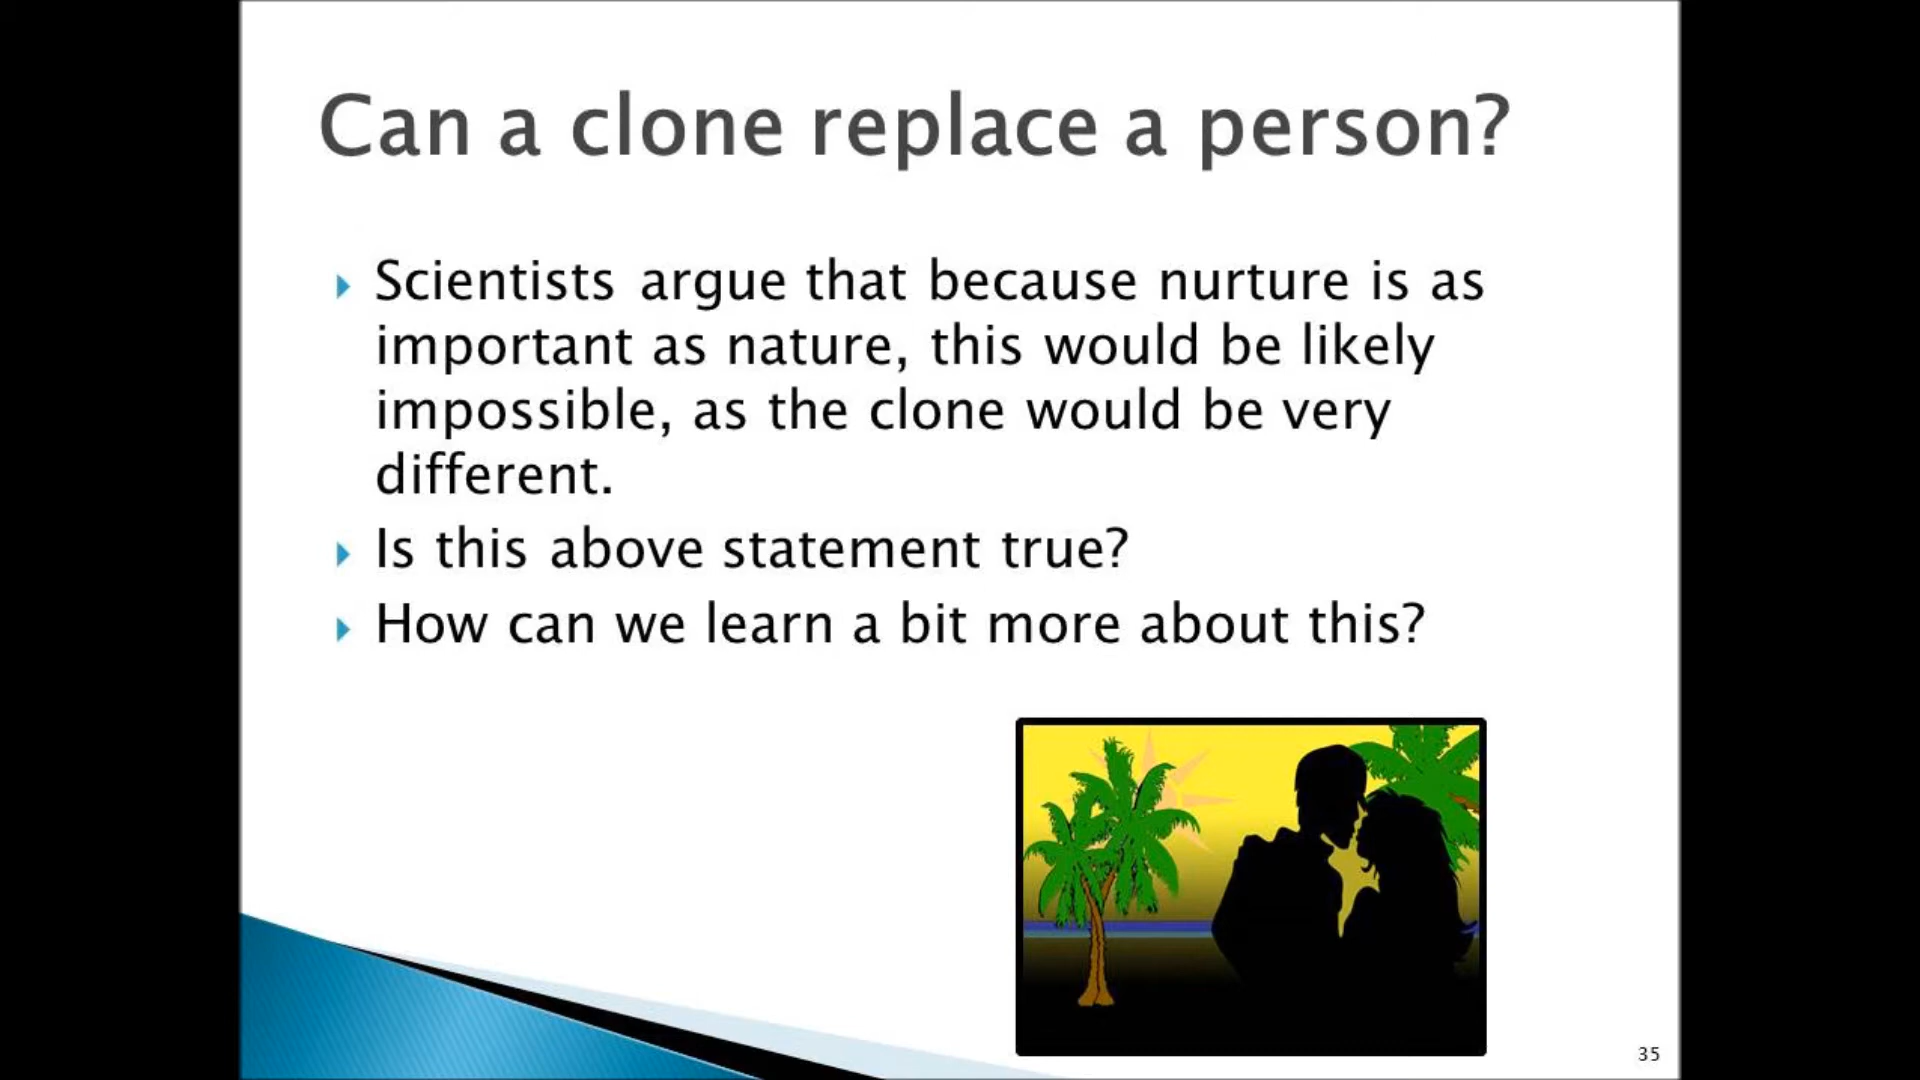 Can a clone replace a person?
Scientists argue that because nurture is as
important as nature, this would be likely
impossible, as the clone would be very
different.
Is this above statement true?
How can we learn a bit more about this?
35